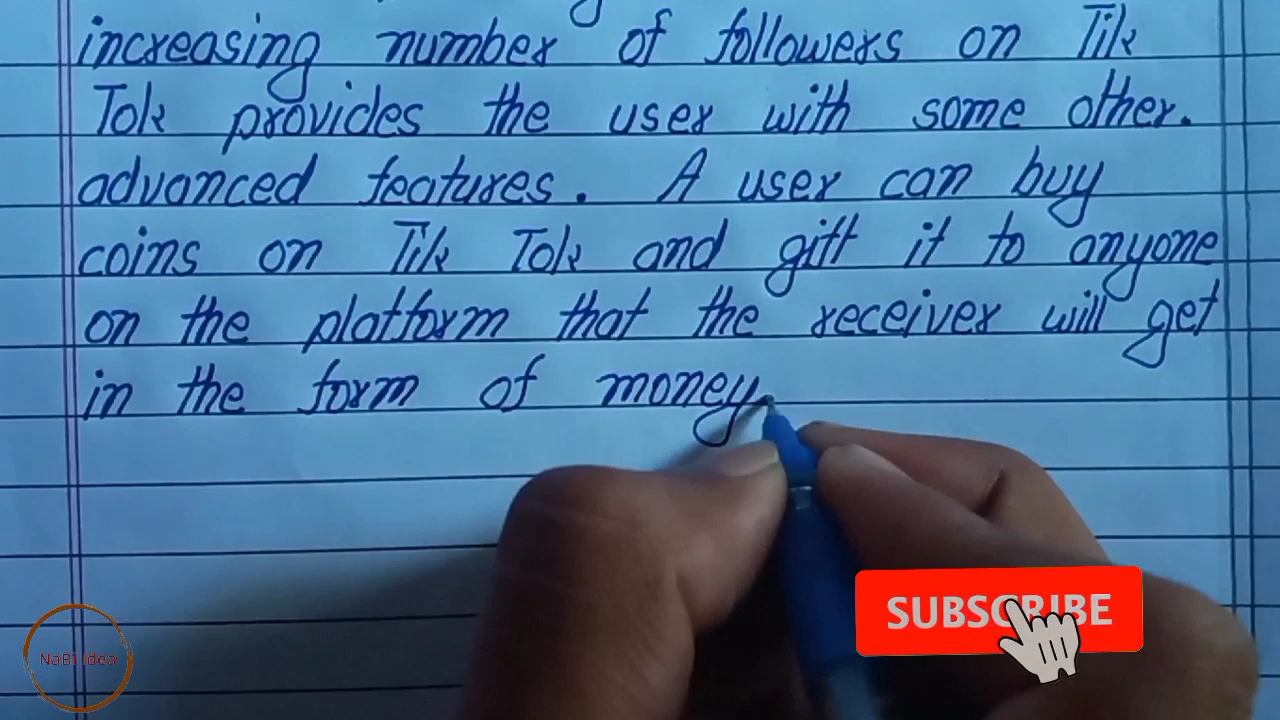 increasing number of followers on Tik
Tok provides the user with some other.
advanced features. A user can buy
coins on Tik Tok and gift it to anyone
on the platform that the receiver will get
in the form of money
SUBSCRIBE
NaBi Idea